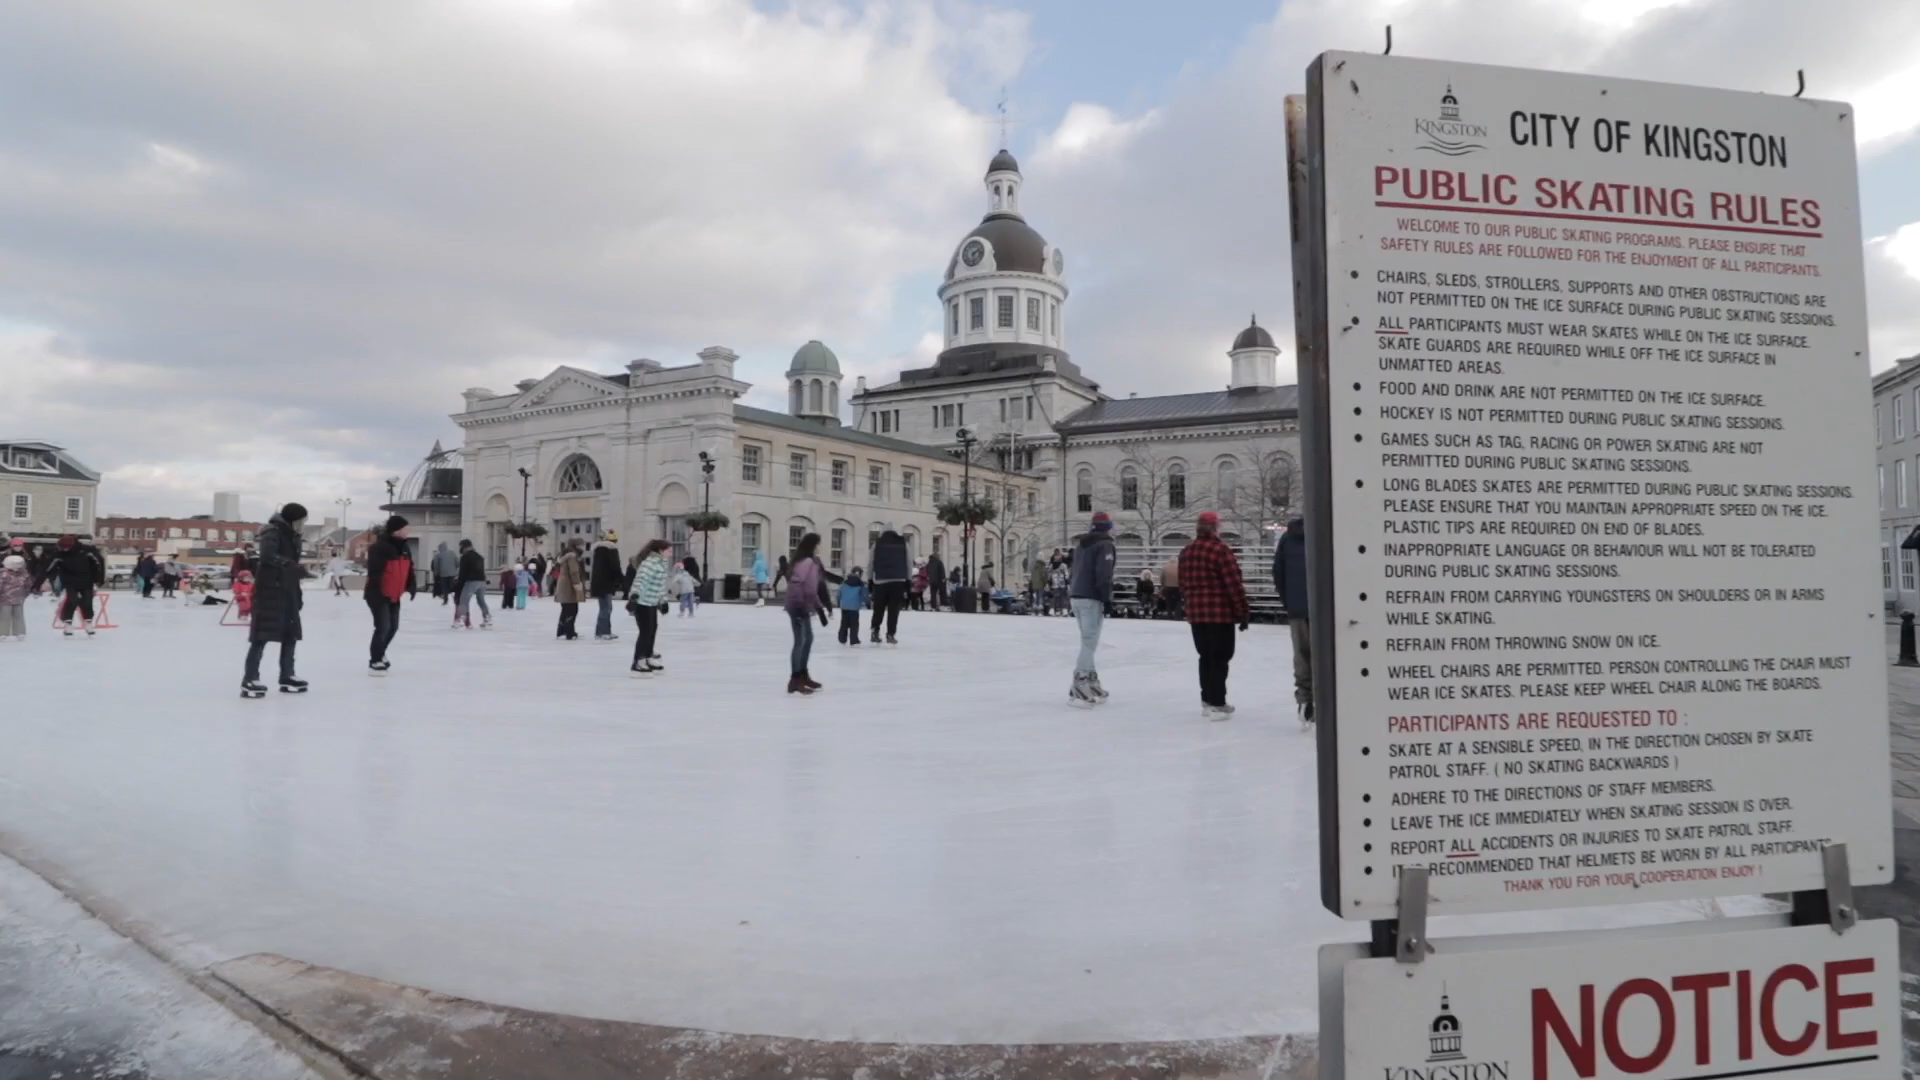 KINGSTON
CITY OF KINGSTON
PUBLIC SKATING RULES
WELCOME TO OUR PUBLIC SKATING PROGRAMS. PLEASE ENSURE THAT
SAFETY RULES ARE FOLLOWED FOR THE ENJOYMENT OF ALL PARTICIPANTS.
• CHAIRS, SLEDS, STROLLERS, SUPPORTS AND OTHER OBSTRUCTIONS ARE
NOT PERMITTED ON THE ICE SURFACE DURING PUBLIC SKATING SESSIONS.
• ALL PARTICIPANTS MUST WEAR SKATES WHILE ON THE ICE SURFACE.
SKATE GUARDS ARE REQUIRED WHILE OFF THE ICE SURFACE IN
UNMATTED AREAS.
• FOOD AND DRINK ARE NOT PERMITTED ON THE ICE SURFACE.
• HOCKEY IS NOT PERMITTED DURING PUBLIC SKATING SESSIONS.
• GAMES SUCH AS TAG, RACING OR POWER SKATING ARE NOT
PERMITTED DURING PUBLIC SKATING SESSIONS.
• LONG BLADES SKATES ARE PERMITTED DURING PUBLIC SKATING SESSIONS.
PLEASE ENSURE THAT YOU MAINTAIN APPROPRIATE SPEED ON THE ICE.
PLASTIC TIPS ARE REQUIRED ON END OF BLADES.
• INAPPROPRIATE LANGUAGE OR BEHAVIOUR WILL NOT BE TOLERATED
DURING PUBLIC SKATING SESSIONS.
• REFRAIN FROM CARRYING YOUNGSTERS ON SHOULDERS OR IN ARMS
WHILE SKATING.
• REFRAIN FROM THROWING SNOW ON ICE.
• WHEEL CHAIRS ARE PERMITTED. PERSON CONTROLLING THE CHAIR MUST
WEAR ICE SKATES. PLEASE KEEP WHEEL CHAIR ALONG THE BOARDS.
PARTICIPANTS ARE REQUESTED TO :
• SKATE AT A SENSIBLE SPEED, IN THE DIRECTION CHOSEN BY SKATE
PATROL STAFF. ( NO SKATING BACKWARDS )
• ADHERE TO THE DIRECTIONS OF STAFF MEMBERS.
• LEAVE THE ICE IMMEDIATELY WHEN SKATING SESSION IS OVER.
• REPORT ALL ACCIDENTS OR INJURIES TO SKATE PATROL STAFF.
• IT IS RECOMMENDED THAT HELMETS BE WORN BY ALL PARTICIPANTS
THANK YOU FOR YOUR COOPERATION ENJOY !
KINGSTON
NOTICE